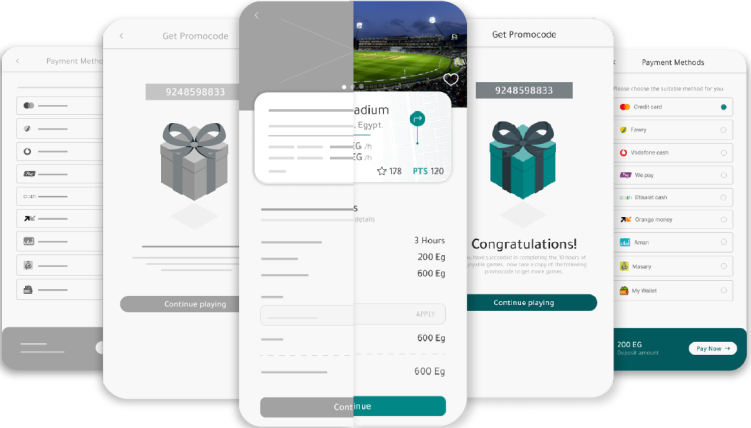 Payment Metho
Get Promocode
9248598833
Continue playing
adium
Egypt.
EG /h
EG /h
178
PTS 120
s
details
3 Hours
200 Eg
600 Eg
APPLY
600 Eg
600 Eg
Continue
Get Promocode
9248598833
Congratulations!
ou have succeeded in completing the 10 hours of
playable games, now take a copy of the following
promocode to get more games.
Continue playing
Payment Methods
Please choose the suitable method for you
Credit card
Fawry
Vodafone cash
We pay
Etisalat cash
Orange money
Aman
Masary
My Wallet
200 EG
Deposit amount
Pay Now →